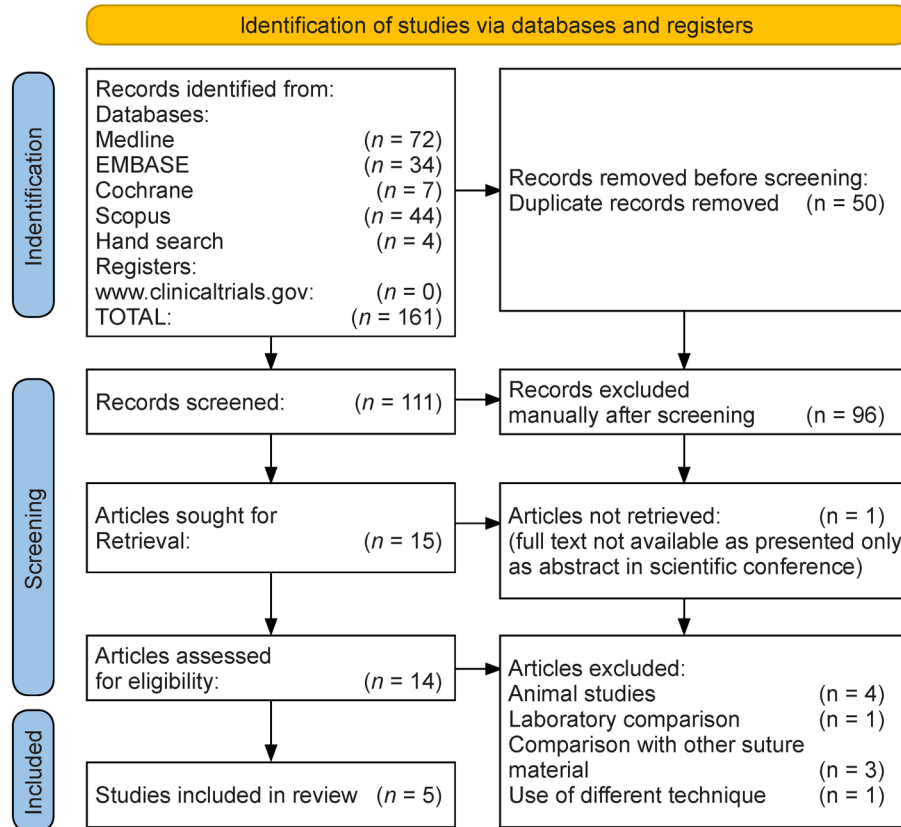 Identification of studies via databases and registers
Indentification
Records identified from:
Databases:
Medline (n = 72)
EMBASE (n = 34)
Cochrane (n = 7)
Scopus (n = 44)
Hand search (n = 4)
Registers:
www.clinicaltrials.gov: (n = 0)
TOTAL: (n = 161)
Records removed before screening:
Duplicate records removed (n = 50)
Screening
Records screened: (n = 111)
Records excluded
manually after screening (n = 96)
Articles sought for
Retrieval: (n = 15)
Articles not retrieved: (n = 1)
(full text not available as presented only
as abstract in scientific conference)
Articles assessed
for eligibility: (n = 14)
Articles excluded:
Animal studies (n = 4)
Laboratory comparison (n = 1)
Comparison with other suture
material (n = 3)
Use of different technique (n = 1)
Included
Studies included in review (n = 5)